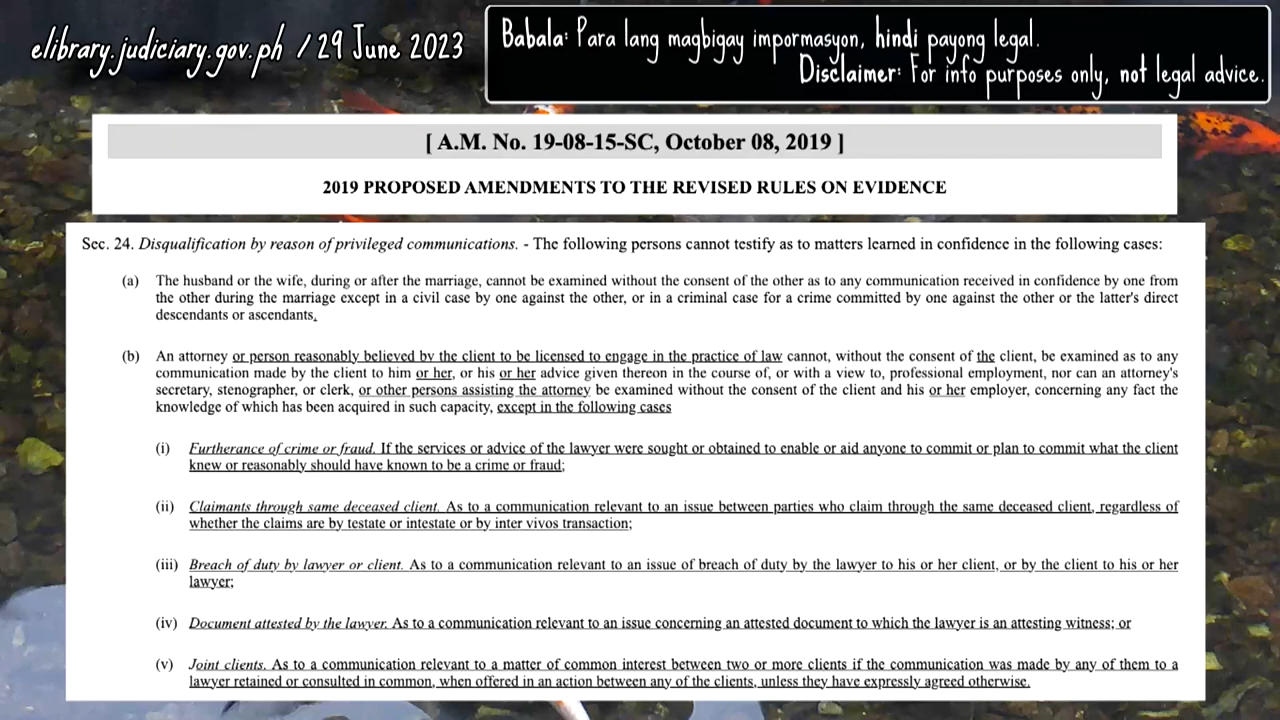 elibrary.judiciary.gov.ph / 29 June 2023
Babala: Para lang magbigay impormasyon, hindi payong legal.
Disclaimer: For info purposes only, not legal advice.
[ A.M. No. 19-08-15-SC, October 08, 2019 ]
2019 PROPOSED AMENDMENTS TO THE REVISED RULES ON EVIDENCE
Sec. 24. Disqualification by reason of privileged communications. - The following persons cannot testify as to matters learned in confidence in the following cases:
(a) The husband or the wife, during or after the marriage, cannot be examined without the consent of the other as to any communication received in confidence by one from
the other during the marriage except in a civil case by one against the other, or in a criminal case for a crime committed by one against the other or the latter's direct
descendants or ascendants.
(b) An attorney or person reasonably believed by the client to be licensed to engage in the practice of law cannot, without the consent of the client, be examined as to any
communication made by the client to him or her, or his or her advice given thereon in the course of, or with a view to, professional employment, nor can an attorney's
secretary, stenographer, or clerk, or other persons assisting the attorney be examined without the consent of the client and his or her employer, concerning any fact the
knowledge of which has been acquired in such capacity, except in the following cases
(i) Furtherance of crime or fraud. If the services or advice of the lawyer were sought or obtained to enable or aid anyone to commit or plan to commit what the client
knew or reasonably should have known to be a crime or fraud;
(ii) Claimants through same deceased client. As to a communication relevant to an issue between parties who claim through the same deceased client, regardless of
whether the claims are by testate or intestate or by inter vivos transaction;
(iii) Breach of duty by lawyer or client. As to a communication relevant to an issue of breach of duty by the lawyer to his or her client, or by the client to his or her
lawyer;
(iv) Document attested by the lawyer. As to a communication relevant to an issue concerning an attested document to which the lawyer is an attesting witness; or
(v) Joint clients. As to a communication relevant to a matter of common interest between two or more clients if the communication was made by any of them to a
lawyer retained or consulted in common, when offered in an action between any of the clients, unless they have expressly agreed otherwise.